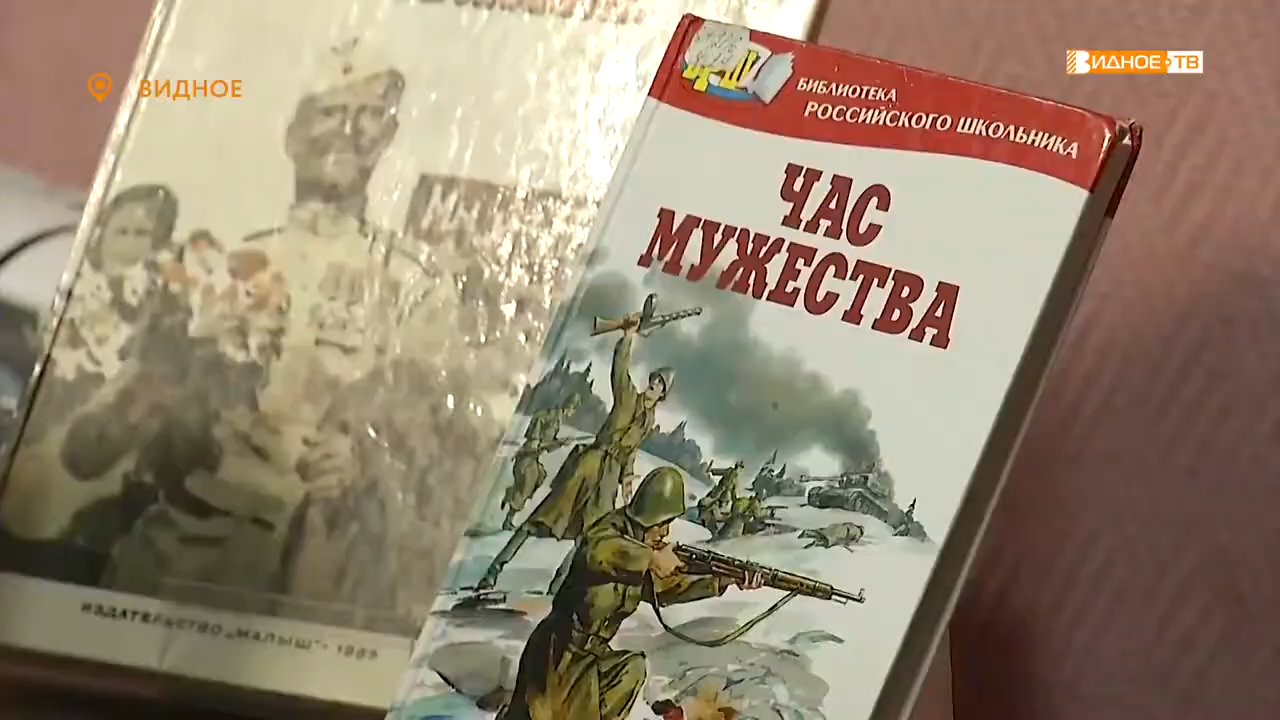 ВИДНОЕ
ВИДНОЕ ТВ
БИБЛИОТЕКА
РОССИЙСКОГО ШКОЛЬНИКА
ЧАС
МУЖЕСТВА
ИЗДАТЕЛЬСТВО „МАЛЫШ" •